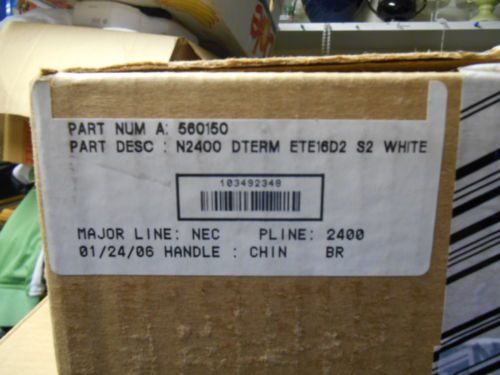 PART NUM A: 560150
PART DESC : N2400 DTERM ETE16D2 S2 WHITE
103492348
MAJOR LINE: NEC PLINE: 2400
01/24/06 HANDLE : CHIN BR